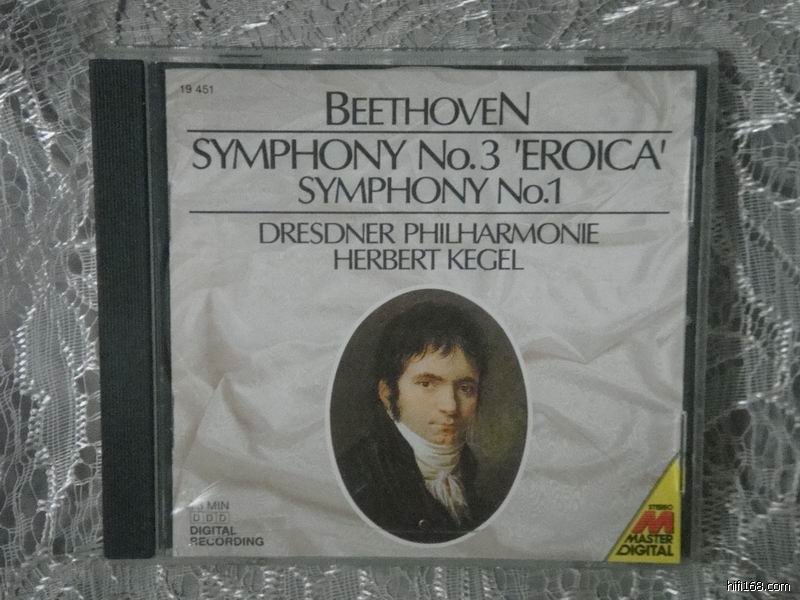 19 451
BEETHOVEN
SYMPHONY No.3 'EROICA'
SYMPHONY No.1
DRESDNER PHILHARMONIE
HERBERT KEGEL
MIN
DDD
DIGITAL
RECORDING
STEREO
M
MASTER
DIGITAL
hifi168.com